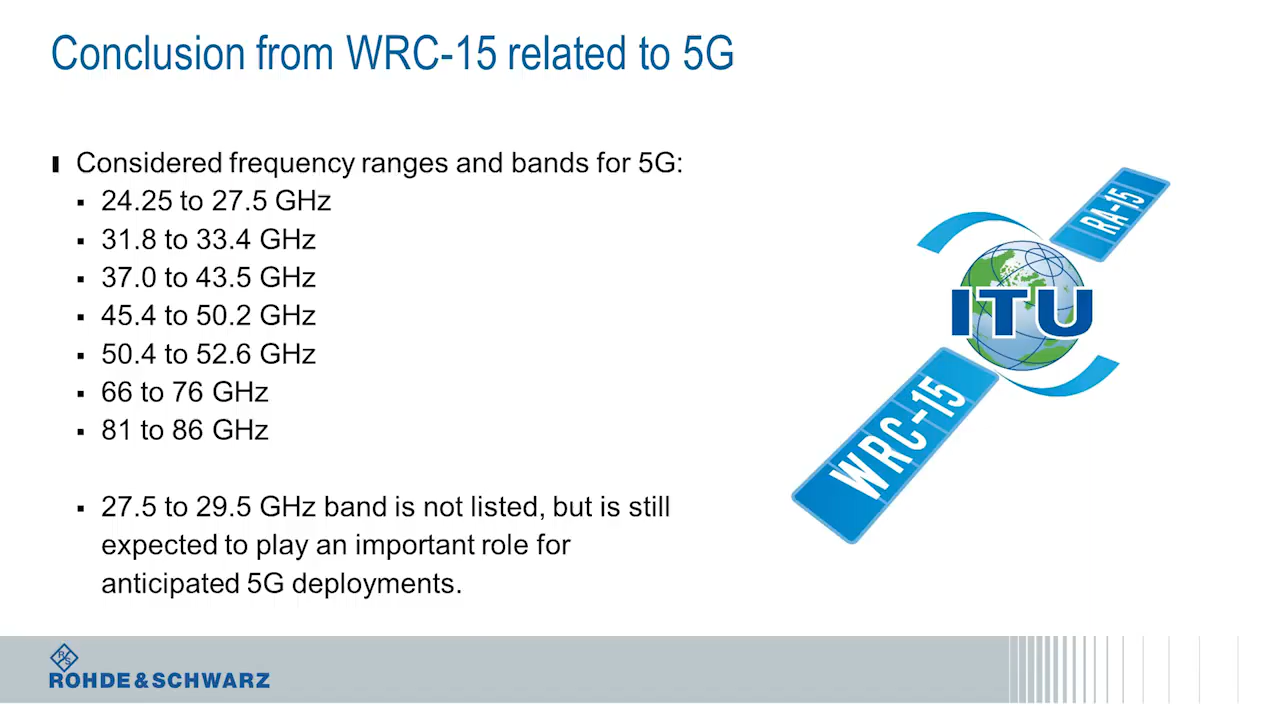 Conclusion from WRC-15 related to 5G
Considered frequency ranges and bands for 5G:
24.25 to 27.5 GHz
31.8 to 33.4 GHz
37.0 to 43.5 GHz
45.4 to 50.2 GHz
50.4 to 52.6 GHz
66 to 76 GHz
81 to 86 GHz
27.5 to 29.5 GHz band is not listed, but is still
expected to play an important role for
anticipated 5G deployments.
RA-15
ITU
WRC-15
RS
ROHDE & SCHWARZ